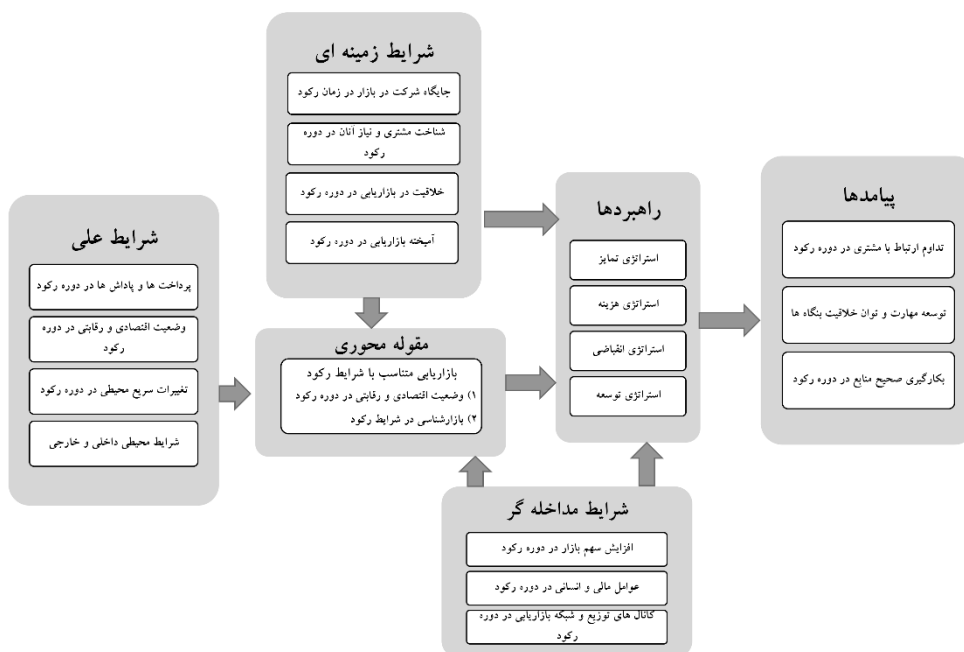 شرایط زمینه ای
جایگاه شرکت در بازار در زمان رکود
شناخت مشتری و نیاز آنان در دوره
رکود
خلاقیت در بازاریابی در دوره رکود
آمیخته بازاریابی در دوره رکود
شرایط علی
پرداخت ها و پاداش ها در دوره رکود
وضعیت اقتصادی و رقابتی در دوره
رکود
تغییرات سریع محیطی در دوره رکود
شرایط محیطی داخلی و خارجی
مقوله محوری
بازاریابی متناسب با شرایط رکود
۱) وضعیت اقتصادی و رقابتی در دوره رکود
۲) بازارشناسی در شرایط رکود
راهبردها
استراتژی تمایز
استراتژی هزینه
استراتژی انقباضی
استراتژی توسعه
پیامدها
تداوم ارتباط با مشتری در دوره رکود
توسعه مهارت و توان خلاقیت بنگاه ها
بکارگیری صحیح منابع در دوره رکود
شرایط مداخله گر
افزایش سهم بازار در دوره رکود
عوامل مالی و انسانی در دوره رکود
کانال های توزیع و شبکه بازاریابی در دوره
رکود